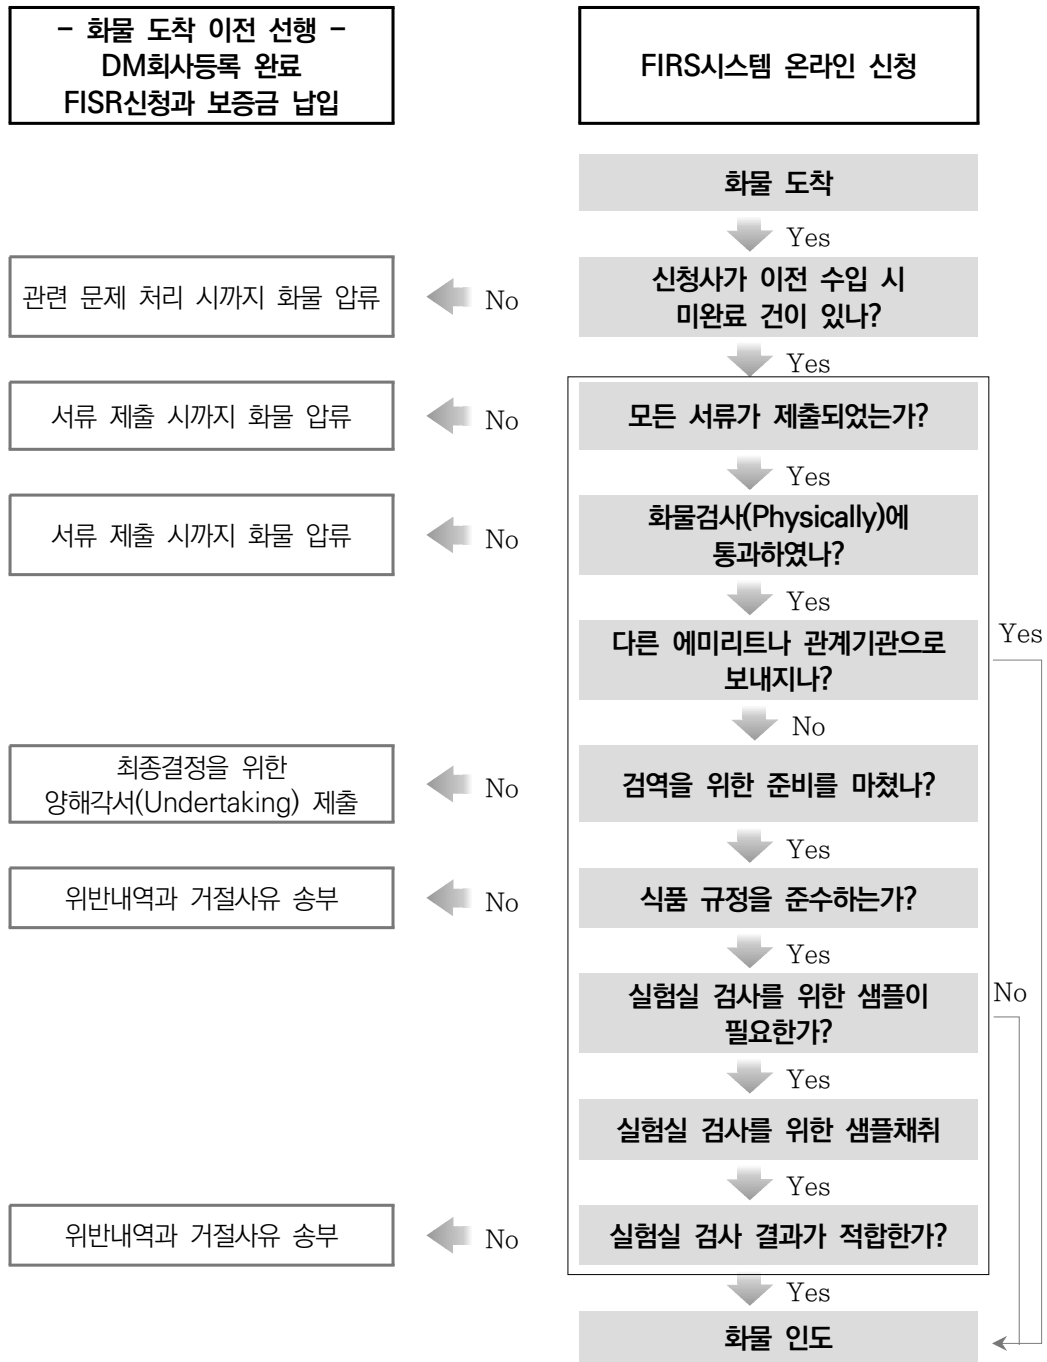 - 화물 도착 이전 선행 -
DM회사등록 완료
FISR신청과 보증금 납입
FIRS시스템 온라인 신청
화물 도착
Yes
관련 문제 처리 시까지 화물 압류
No
신청사가 이전 수입 시
미완료 건이 있나?
Yes
서류 제출 시까지 화물 압류
No
모든 서류가 제출되었는가?
Yes
서류 제출 시까지 화물 압류
No
화물검사(Physically)에
통과하였나?
Yes
다른 에미리트나 관계기관으로
보내지나?
Yes
No
최종결정을 위한
양해각서(Undertaking) 제출
No
검역을 위한 준비를 마쳤나?
Yes
위반내역과 거절사유 송부
No
식품 규정을 준수하는가?
Yes
실험실 검사를 위한 샘플이
필요한가?
No
Yes
실험실 검사를 위한 샘플채취
Yes
위반내역과 거절사유 송부
No
실험실 검사 결과가 적합한가?
Yes
화물 인도